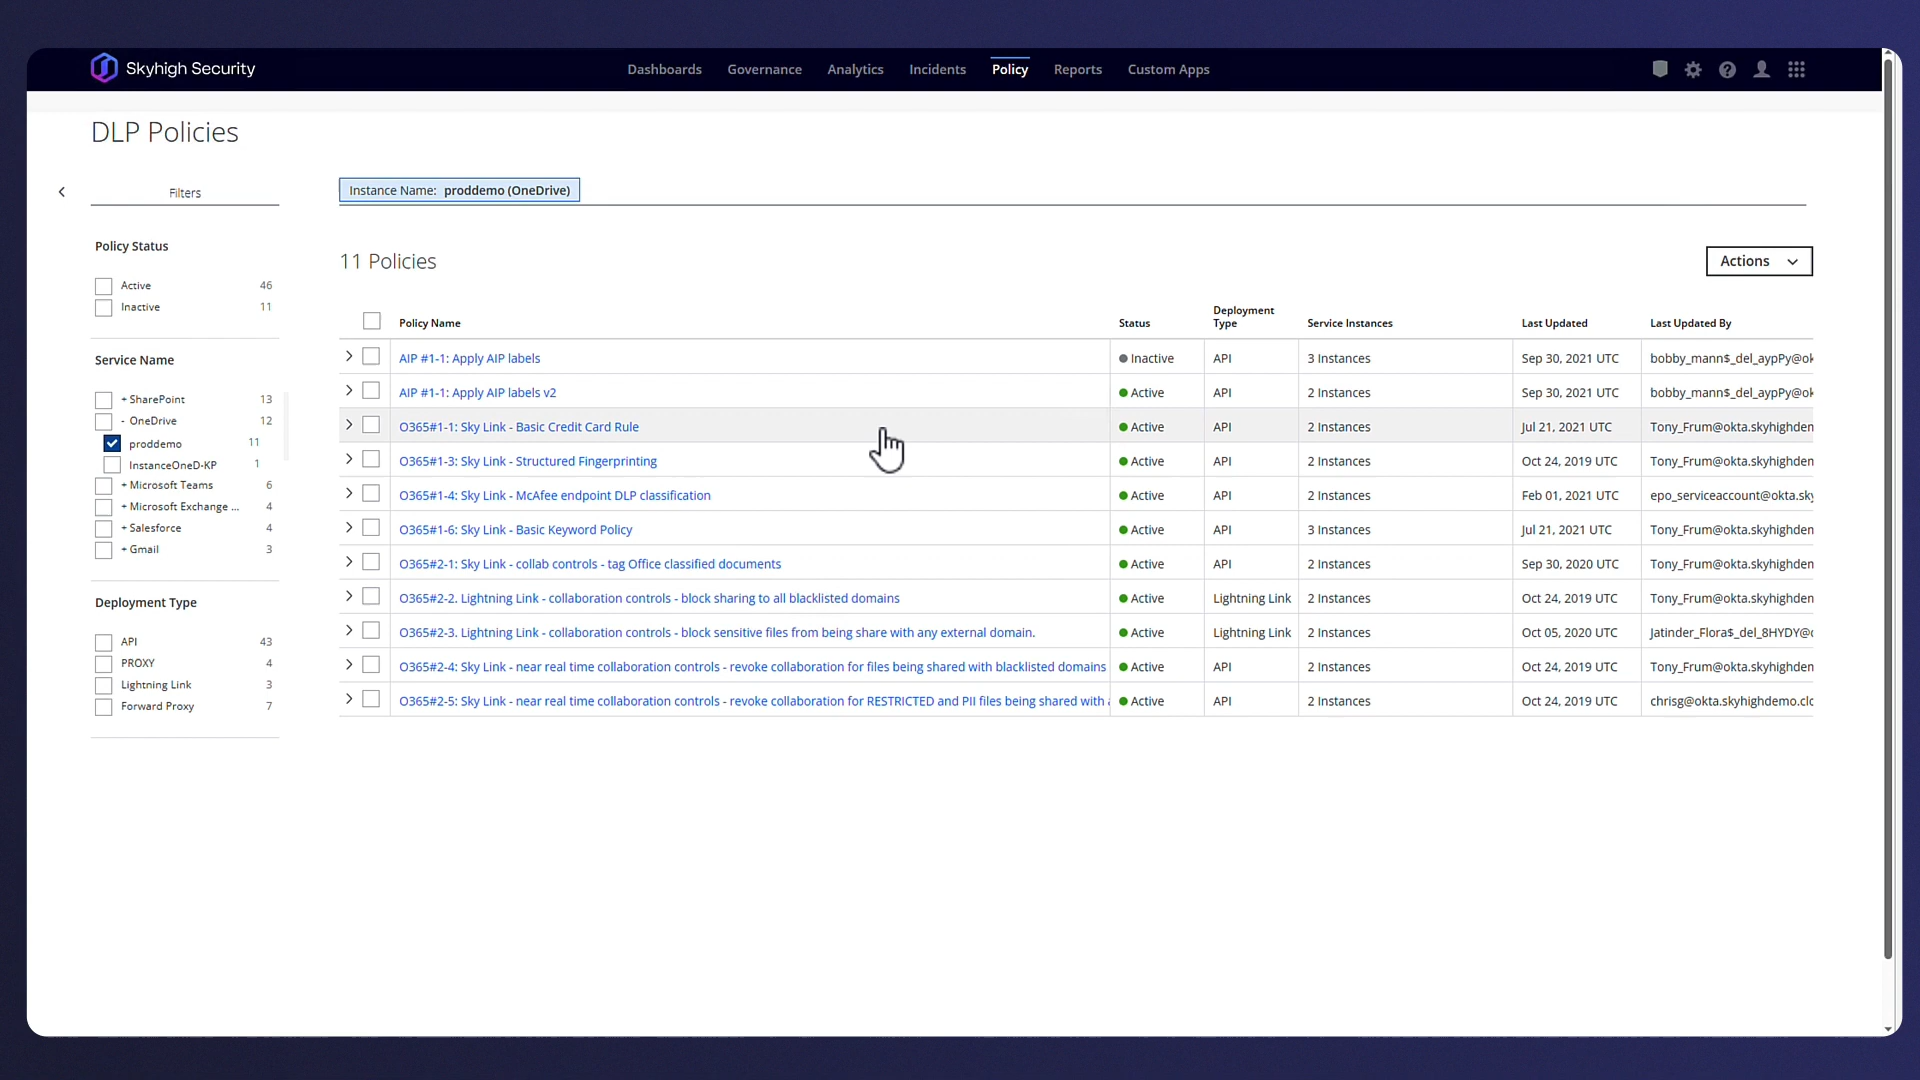 Skyhigh Security
Dashboards Governance Analytics Incidents Policy Reports Custom Apps
DLP Policies
Filters
Instance Name: proddemo (OneDrive)
Policy Status
Active 46
Inactive 11
Service Name
+ SharePoint 13
- OneDrive 12
proddemo 11
InstanceOneD-KP 1
+ Microsoft Teams 6
+ Microsoft Exchange ... 4
+ Salesforce 4
+ Gmail 3
Deployment Type
API 43
PROXY 4
Lightning Link 3
Forward Proxy 7
11 Policies
Actions
Policy Name Status Deployment Type Service Instances Last Updated Last Updated By
AIP #1-1: Apply AIP labels Inactive API 3 Instances Sep 30, 2021 UTC bobby_mann$_del_aypPy@ok
AIP #1-1: Apply AIP labels v2 Active API 2 Instances Sep 30, 2021 UTC bobby_mann$_del_aypPy@ok
O365#1-1: Sky Link - Basic Credit Card Rule Active API 2 Instances Jul 21, 2021 UTC Tony_Frum@okta.skyhighden
O365#1-3: Sky Link - Structured Fingerprinting Active API 2 Instances Oct 24, 2019 UTC Tony_Frum@okta.skyhighden
O365#1-4: Sky Link - McAfee endpoint DLP classification Active API 2 Instances Feb 01, 2021 UTC epo_serviceaccount@okta.sky
O365#1-6: Sky Link - Basic Keyword Policy Active API 3 Instances Jul 21, 2021 UTC Tony_Frum@okta.skyhighden
O365#2-1: Sky Link - collab controls - tag Office classified documents Active API 2 Instances Sep 30, 2020 UTC Tony_Frum@okta.skyhighden
O365#2-2. Lightning Link - collaboration controls - block sharing to all blacklisted domains Active Lightning Link 2 Instances Oct 24, 2019 UTC Tony_Frum@okta.skyhighden
O365#2-3. Lightning Link - collaboration controls - block sensitive files from being share with any external domain. Active Lightning Link 2 Instances Oct 05, 2020 UTC Jatinder_Flora$_del_8HYDY@
O365#2-4: Sky Link - near real time collaboration controls - revoke collaboration for files being shared with blacklisted domains Active API 2 Instances Oct 24, 2019 UTC Tony_Frum@okta.skyhighden
O365#2-5: Sky Link - near real time collaboration controls - revoke collaboration for RESTRICTED and PII files being shared with Active API 2 Instances Oct 24, 2019 UTC chrisg@okta.skyhighdemo.clo